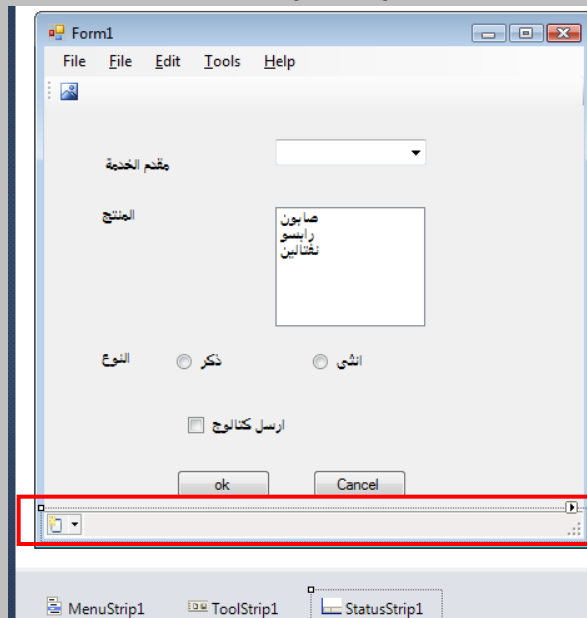 Form1
File File Edit Tools Help
مقدم الخدمة
المنتج
صابون
رابسو
نفتالين
النوع ذكر انثى
ارسل كتالوج
ok Cancel
MenuStrip1 ToolStrip1 StatusStrip1